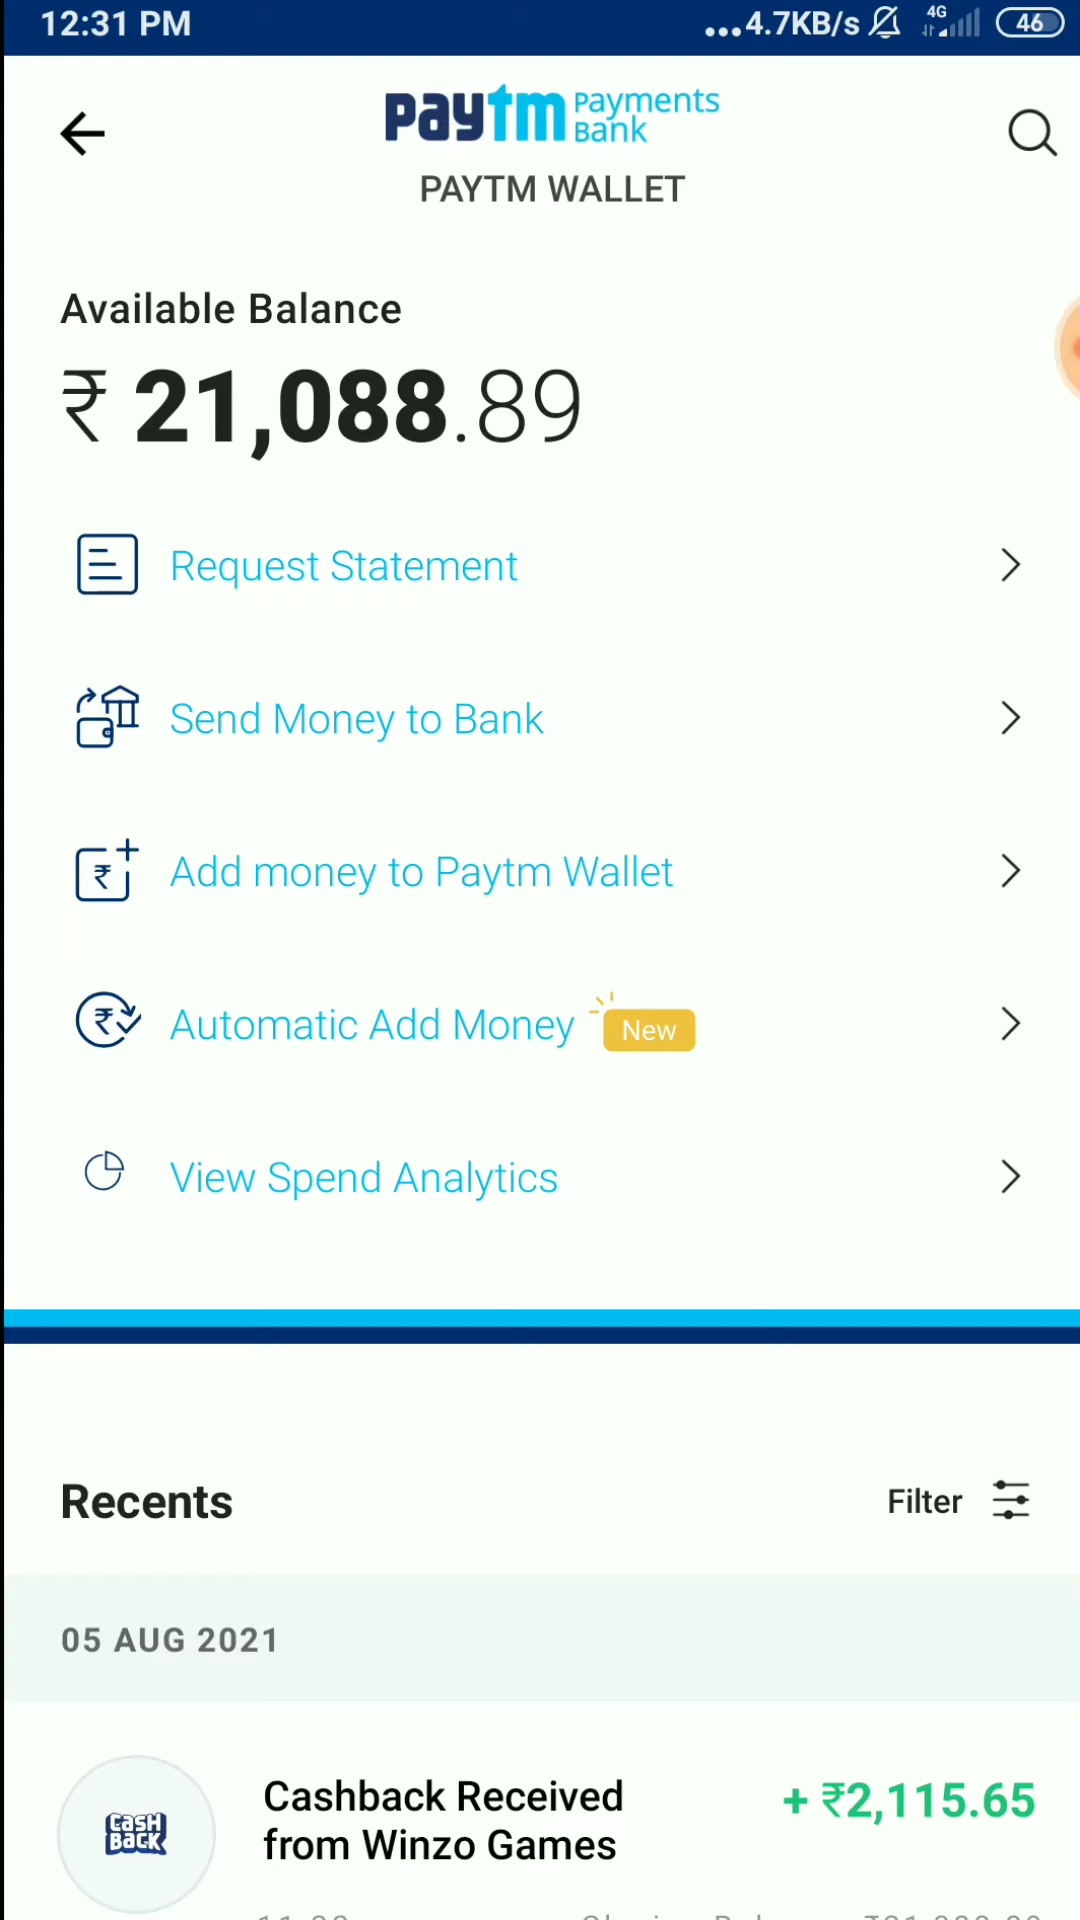 12:31 PM
...4.7KB/s 4G 46
paytm Payments Bank
PAYTM WALLET
Available Balance
₹ 21,088.89
Request Statement
Send Money to Bank
Add money to Paytm Wallet
Automatic Add Money New
View Spend Analytics
Recents
Filter
05 AUG 2021
CASH
BACK
Cashback Received
from Winzo Games
+ ₹2,115.65